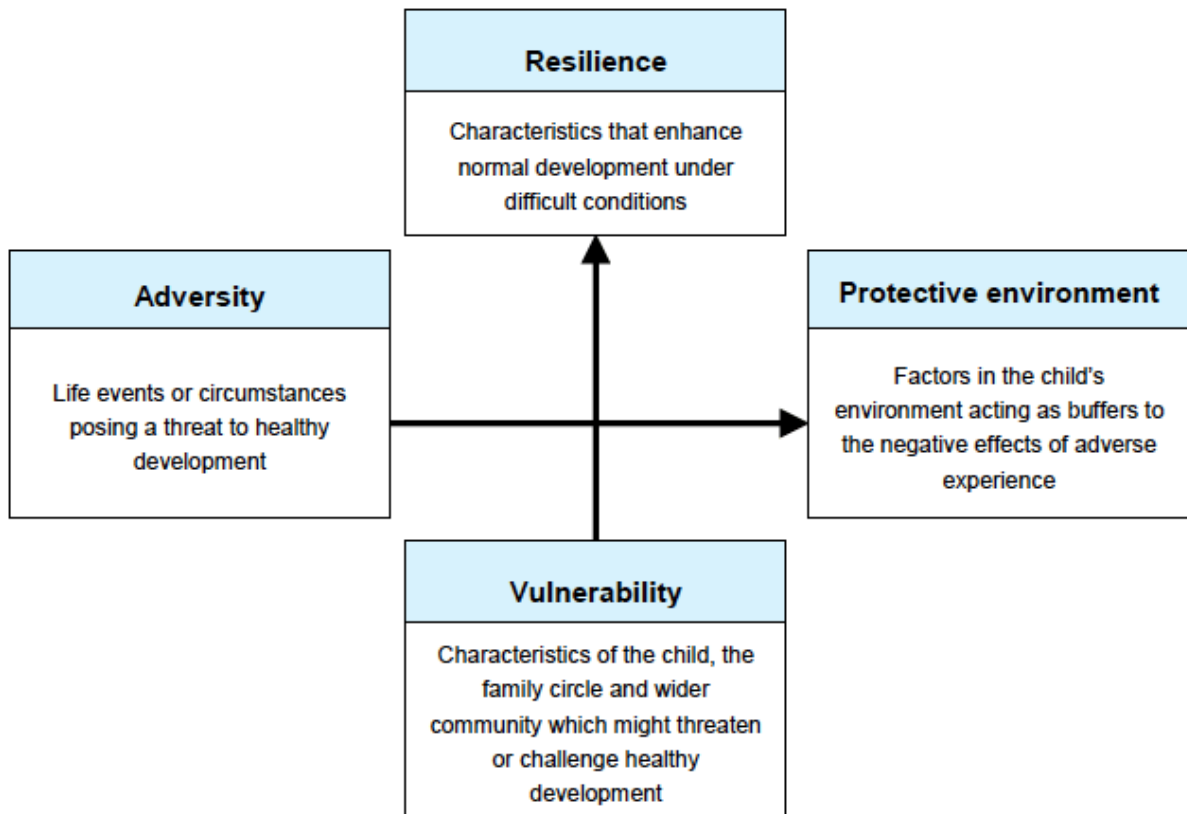 Resilience
Characteristics that enhance
normal development under
difficult conditions
Adversity
Life events or circumstances
posing a threat to healthy
development
Protective environment
Factors in the child's
environment acting as buffers to
the negative effects of adverse
experience
Vulnerability
Characteristics of the child, the
family circle and wider
community which might threaten
or challenge healthy
development